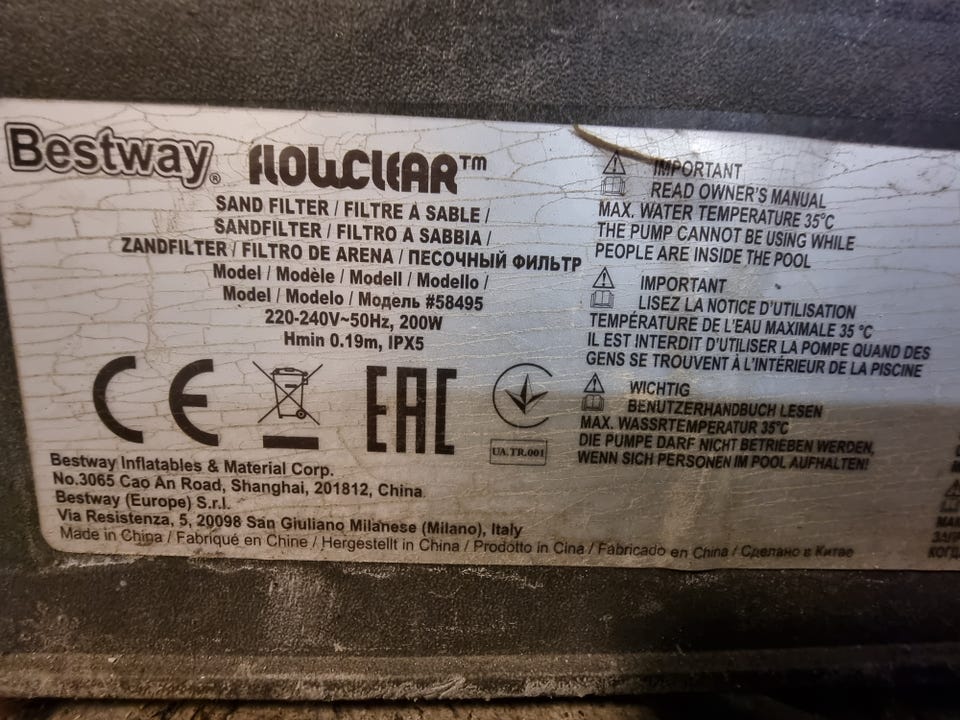 Bestway® FLOWCLEAR™
SAND FILTER / FILTRE À SABLE /
SANDFILTER / FILTRO A SABBIA /
ZANDFILTER / FILTRO DE ARENA / ПЕСОЧНЫЙ ФИЛЬТР
Model / Modèle / Modell / Modello /
Model / Modelo / Модель #58495
220-240V~50Hz, 200W
Hmin 0.19m, IPX5
CE
EAC
UA.TR.001
Bestway Inflatables & Material Corp.
No.3065 Cao An Road, Shanghai, 201812, China
Bestway (Europe) S.r.l.
Via Resistenza, 5, 20098 San Giuliano Milanese (Milano), Italy
Made in China / Fabriqué en Chine / Hergestellt in China / Prodotto in Cina / Fabricado en China / Сделано в Китае
IMPORTANT
READ OWNER'S MANUAL
MAX. WATER TEMPERATURE 35°C
THE PUMP CANNOT BE USING WHILE
PEOPLE ARE INSIDE THE POOL
IMPORTANT
LISEZ LA NOTICE D'UTILISATION
TEMPÉRATURE DE L'EAU MAXIMALE 35 °C
IL EST INTERDIT D'UTILISER LA POMPE QUAND DES
GENS SE TROUVENT À L'INTÉRIEUR DE LA PISCINE
WICHTIG
BENUTZERHANDBUCH LESEN
MAX. WASSRTEMPERATUR 35°C
DIE PUMPE DARF NICHT BETRIEBEN WERDEN,
WENN SICH PERSONEN IM POOL AUFHALTEN!